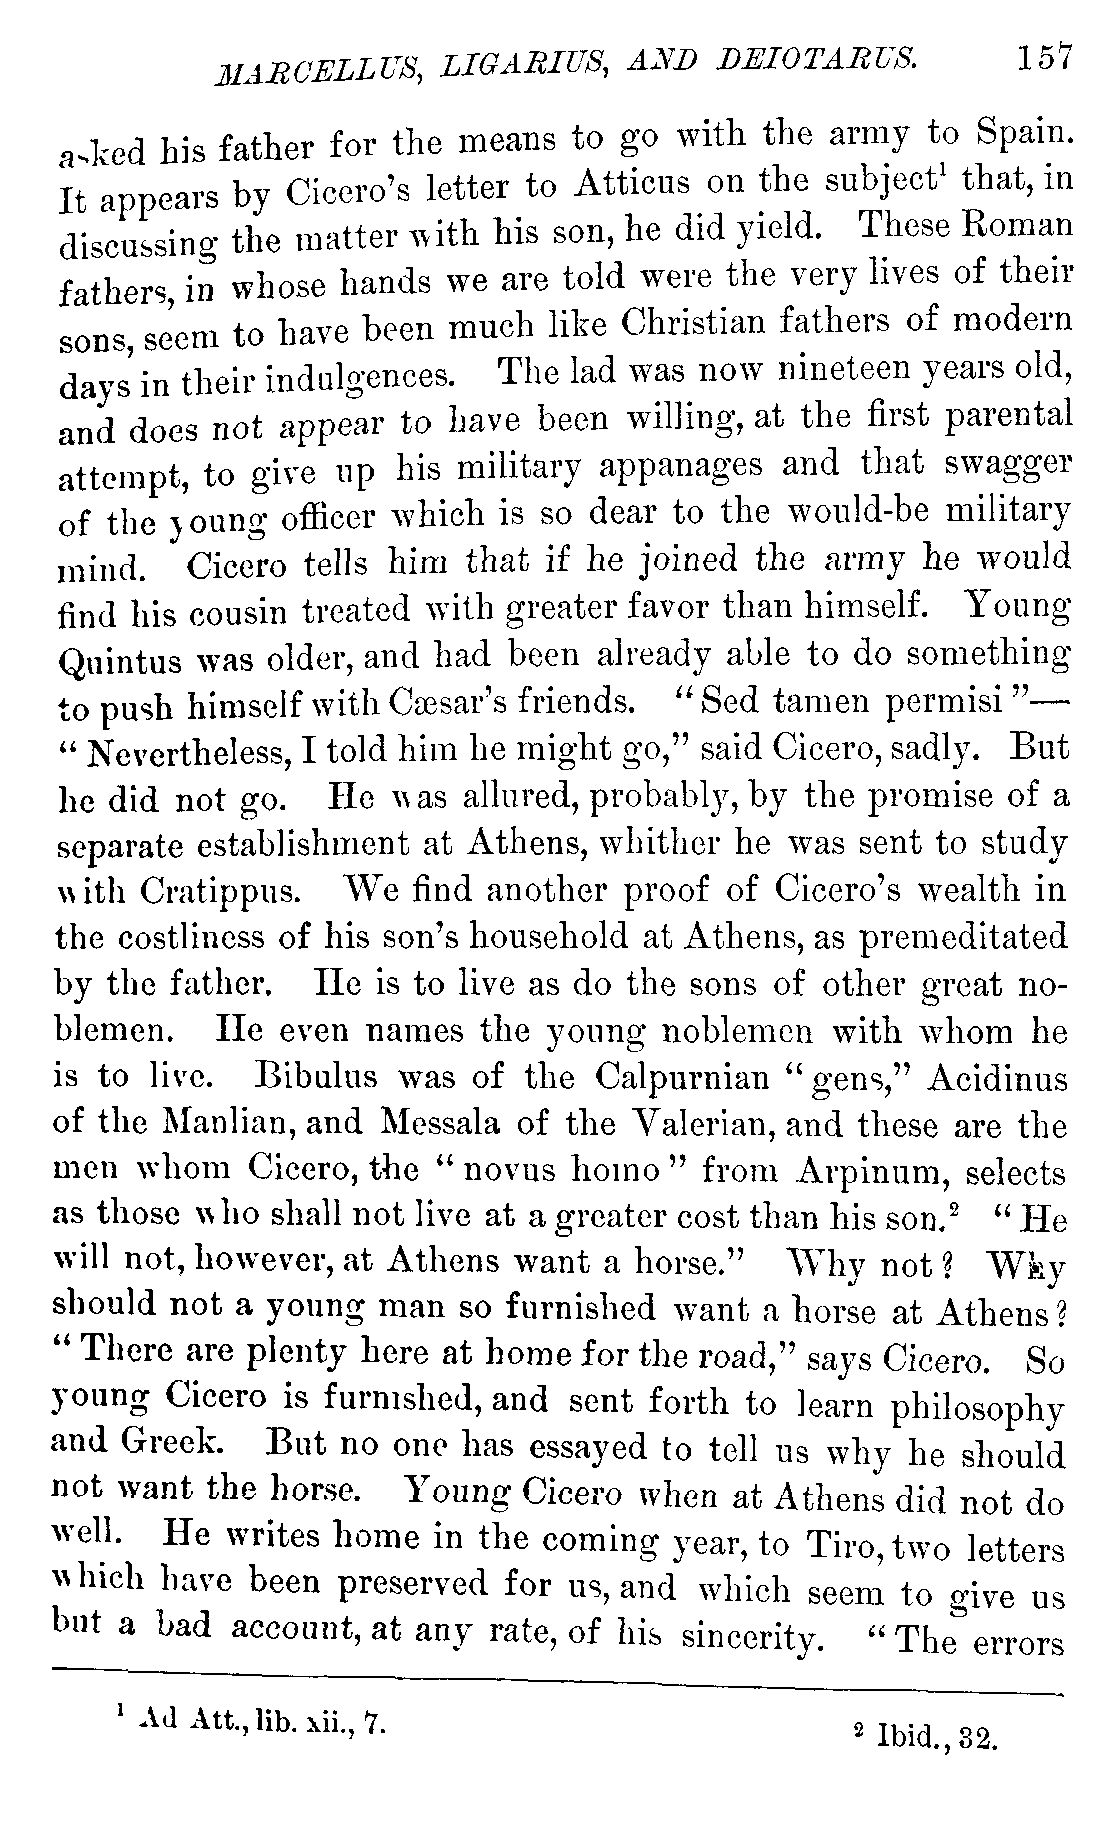 MARCELLUS, LIGARIUS, AND DEIOTARUS. 157
asked his father for the means to go with the army to Spain.
It appears by Cicero's letter to Atticus on the subject¹ that, in
discussing the matter with his son, he did yield. These Roman
fathers, in whose hands we are told were the very lives of their
sons, seem to have been much like Christian fathers of modern
days in their indulgences. The lad was now nineteen years old,
and does not appear to have been willing, at the first parental
attempt, to give up his military appanages and that swagger
of the young officer which is so dear to the would-be military
mind. Cicero tells him that if he joined the army he would
find his cousin treated with greater favor than himself. Young
Quintus was older, and had been already able to do something
to push himself with Cæsar's friends. "Sed tamen permisi"—
"Nevertheless, I told him he might go," said Cicero, sadly. But
he did not go. He was allured, probably, by the promise of a
separate establishment at Athens, whither he was sent to study
with Cratippus. We find another proof of Cicero's wealth in
the costliness of his son's household at Athens, as premeditated
by the father. He is to live as do the sons of other great no-
blemen. He even names the young noblemen with whom he
is to live. Bibulus was of the Calpurnian "gens," Acidinus
of the Manlian, and Messala of the Valerian, and these are the
men whom Cicero, the "novus homo" from Arpinum, selects
as those who shall not live at a greater cost than his son.² "He
will not, however, at Athens want a horse." Why not? Why
should not a young man so furnished want a horse at Athens?
"There are plenty here at home for the road," says Cicero. So
young Cicero is furnished, and sent forth to learn philosophy
and Greek. But no one has essayed to tell us why he should
not want the horse. Young Cicero when at Athens did not do
well. He writes home in the coming year, to Tiro, two letters
which have been preserved for us, and which seem to give us
but a bad account, at any rate, of his sincerity. "The errors
¹ Ad Att., lib. xii., 7.
² Ibid., 32.